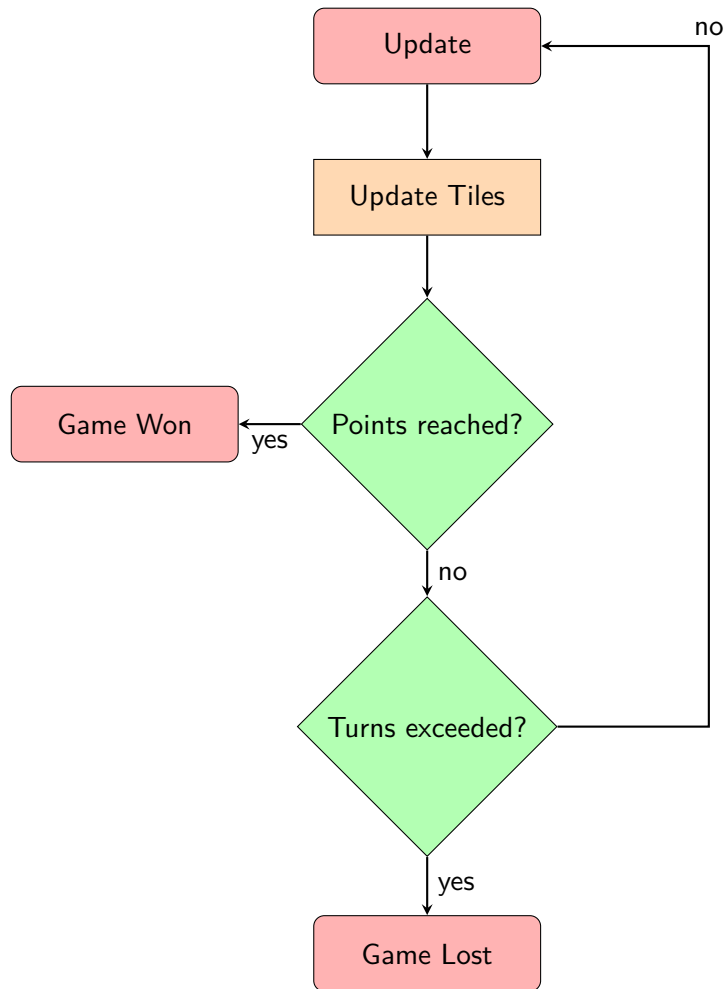 no
Update
Update Tiles
Points reached?
Game Won
yes
no
Turns exceeded?
yes
Game Lost